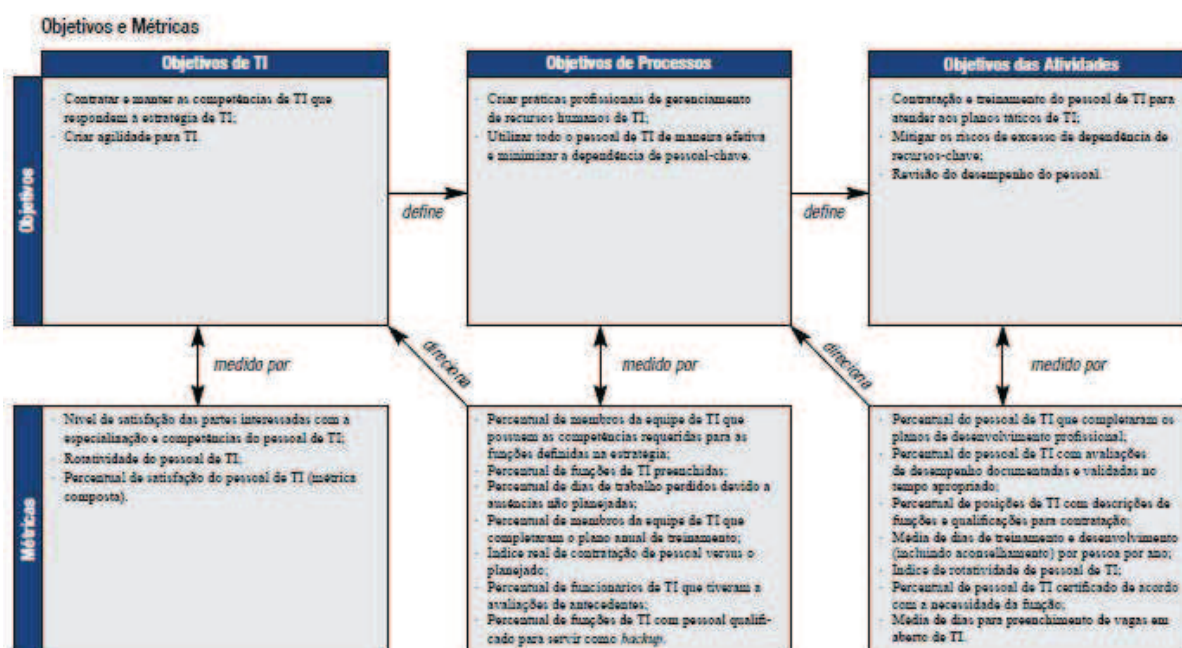 Objetivos e Métricas
Objetivos de TI
Objetivos de Processos
Objetivos das Atividades
Objetivos
- Contratar e manter as competências de TI que
respondem a estratégia de TI;
- Criar agilidade para TI.
- Criar práticas profissionais de gerenciamento
de recursos humanos de TI;
- Utilizar todo o pessoal de TI de maneira efetiva
e minimizar a dependência de pessoal-chave.
- Contratação e treinamento do pessoal de TI para
atender aos planos táticos de TI;
- Mitigar os riscos de excesso de dependência de
recursos-chave;
- Revisão do desempenho do pessoal.
define
define
medido por
direciona
medido por
direciona
medido por
Métricas
- Nível de satisfação das partes interessadas com a
especialização e competências do pessoal de TI;
- Rotatividade do pessoal de TI;
- Percentual de satisfação do pessoal de TI (métrica
composta).
- Percentual de membros da equipe de TI que
possuem as competências requeridas para as
funções definidas na estratégia;
- Percentual de funções de TI preenchidas;
- Percentual de dias de trabalho perdidos devido a
ausências não planejadas;
- Percentual de membros da equipe de TI que
completaram o plano anual de treinamento;
- Índice real de contratação de pessoal versus o
planejado;
- Percentual de funcionários de TI que tiveram a
avaliações de antecedentes;
- Percentual de funções de TI com pessoal qualifi-
cado para servir como backup.
- Percentual do pessoal de TI que completaram os
planos de desenvolvimento profissional;
- Percentual do pessoal de TI com avaliações
de desempenho documentadas e validadas no
tempo apropriado;
- Percentual de posições de TI com descrições de
funções e qualificações para contratação;
- Media de dias de treinamento e desenvolvimento
(incluindo aconselhamento) por pessoa por ano;
- Índice de rotatividade de pessoal de TI;
- Percentual de pessoal de TI certificado de acordo
com a necessidade da função;
- Media de dias para preenchimento de vagas em
aberto de TI.